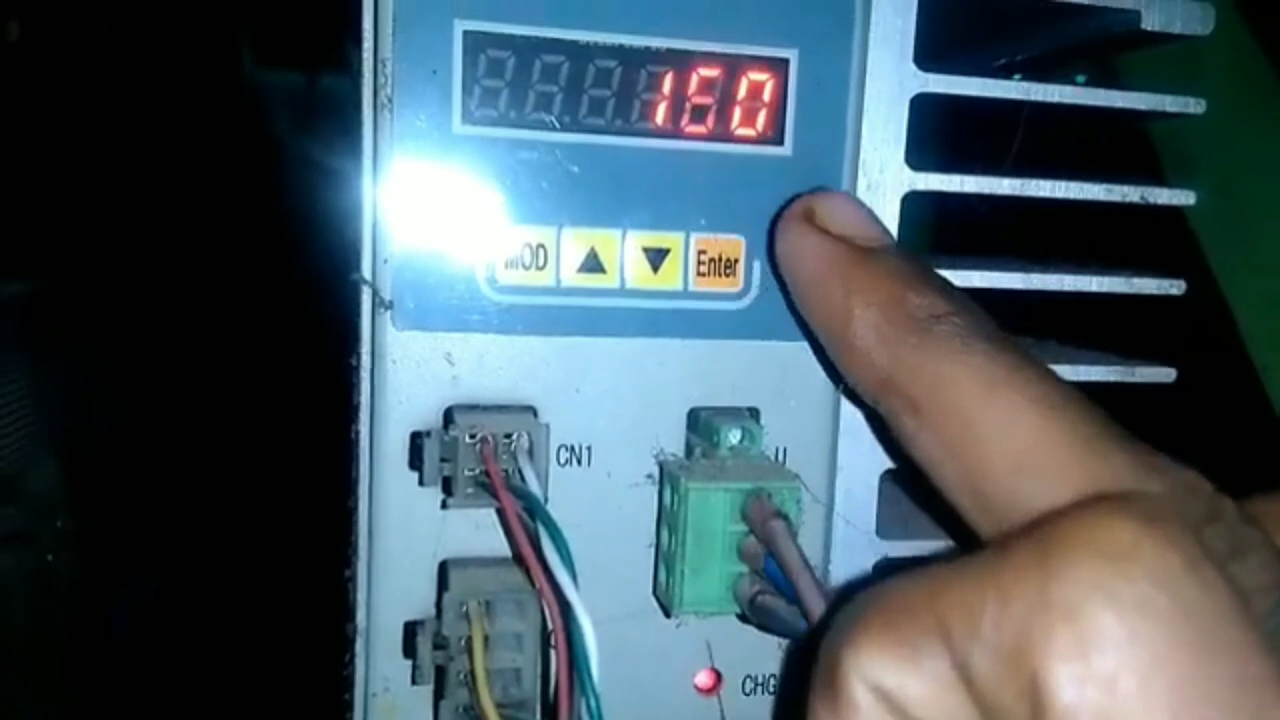 160
MOD ▲ ▼ Enter
CN1
U
CHG